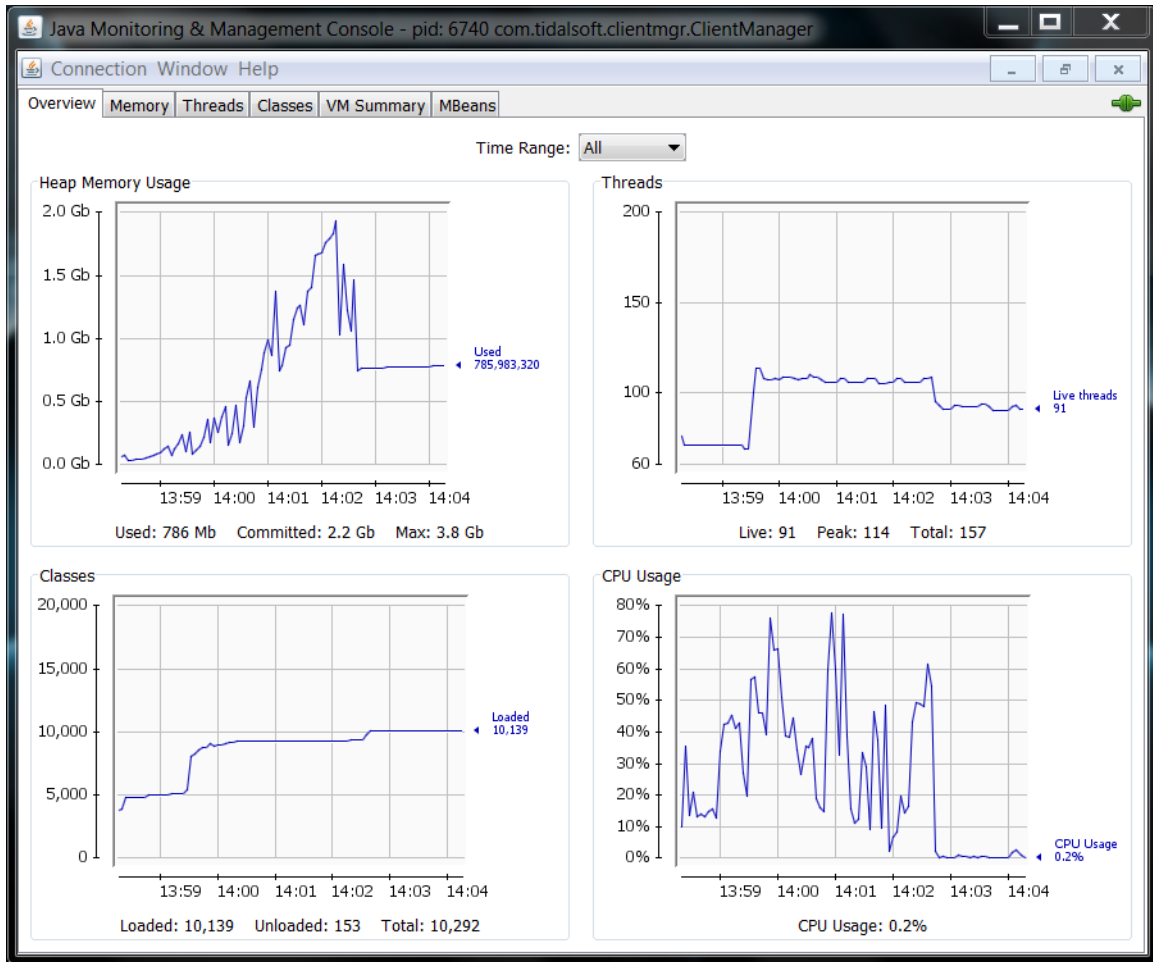 Java Monitoring & Management Console - pid: 6740 com.tidalsoft.clientmgr.ClientManager
Connection Window Help
Overview Memory Threads Classes VM Summary MBeans
Time Range: All
Heap Memory Usage
2.0 Gb
1.5 Gb
1.0 Gb
0.5 Gb
0.0 Gb
Used
785,983,320
13:59 14:00 14:01 14:02 14:03 14:04
Used: 786 Mb Committed: 2.2 Gb Max: 3.8 Gb
Threads
200
150
100
60
Live threads
91
13:59 14:00 14:01 14:02 14:03 14:04
Live: 91 Peak: 114 Total: 157
Classes
20,000
15,000
10,000
5,000
0
Loaded
10,139
13:59 14:00 14:01 14:02 14:03 14:04
Loaded: 10,139 Unloaded: 153 Total: 10,292
CPU Usage
80%
70%
60%
50%
40%
30%
20%
10%
0%
CPU Usage
0.2%
13:59 14:00 14:01 14:02 14:03 14:04
CPU Usage: 0.2%